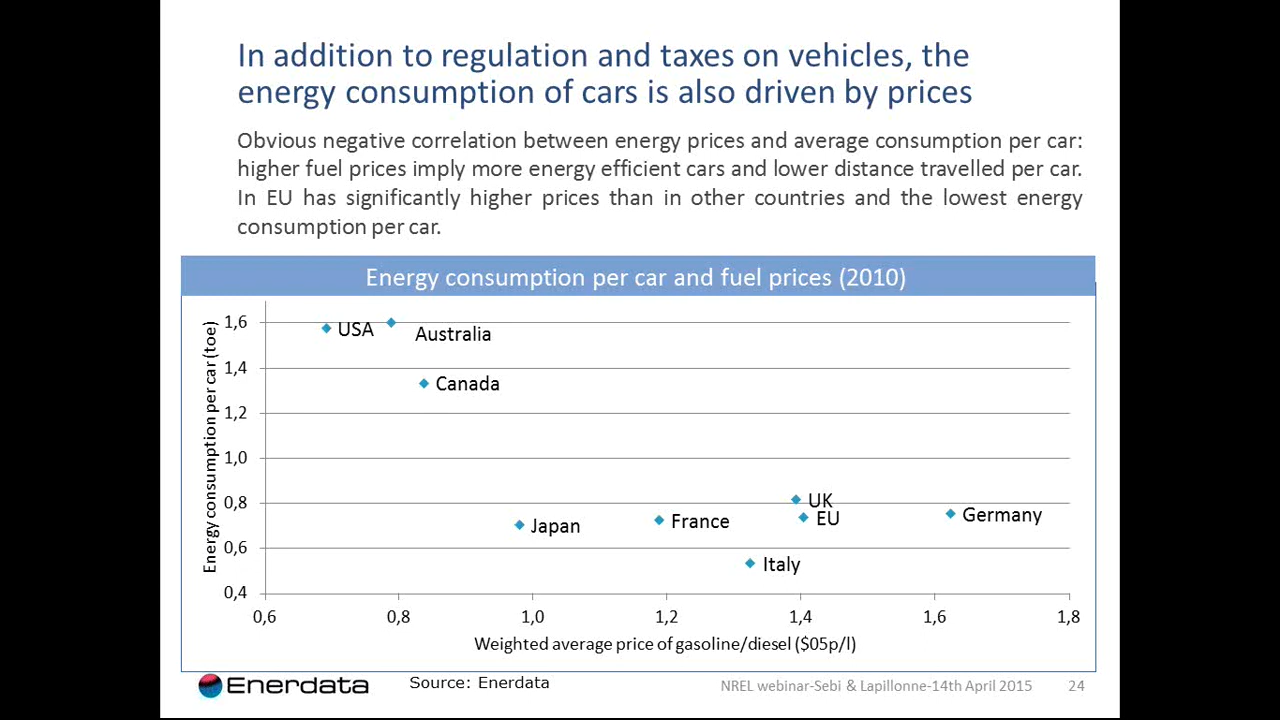 In addition to regulation and taxes on vehicles, the
energy consumption of cars is also driven by prices
Obvious negative correlation between energy prices and average consumption per car:
higher fuel prices imply more energy efficient cars and lower distance travelled per car.
In EU has significantly higher prices than in other countries and the lowest energy
consumption per car.
Energy consumption per car and fuel prices (2010)
Energy consumption per car (toe)
1,6
1,4
1,2
1,0
0,8
0,6
0,4
USA
Australia
Canada
Japan
France
UK
EU
Italy
Germany
0,6 0,8 1,0 1,2 1,4 1,6 1,8
Weighted average price of gasoline/diesel ($05p/l)
Enerdata
Source: Enerdata
NREL webinar-Sebi & Lapillonne-14th April 2015 24